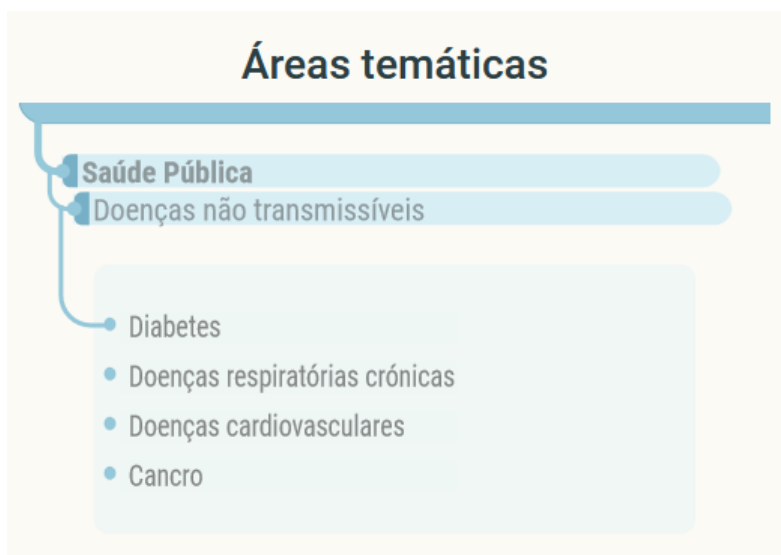 Áreas temáticas
Saúde Pública
Doenças não transmissíveis
Diabetes
Doenças respiratórias crónicas
Doenças cardiovasculares
Cancro